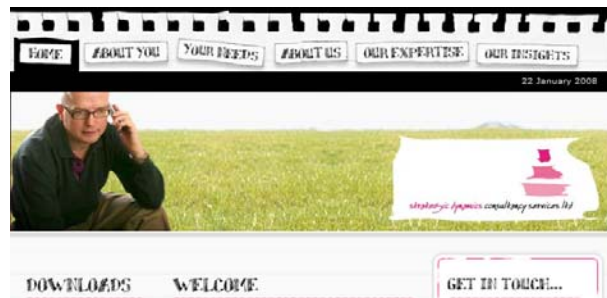 HOME ABOUT YOU YOUR NEEDS ABOUT US OUR EXPERTISE OUR INSIGHTS
22 January 2008
strategic dynamics consultancy services ltd
DOWNLOADS WELCOME GET IN TOUCH...